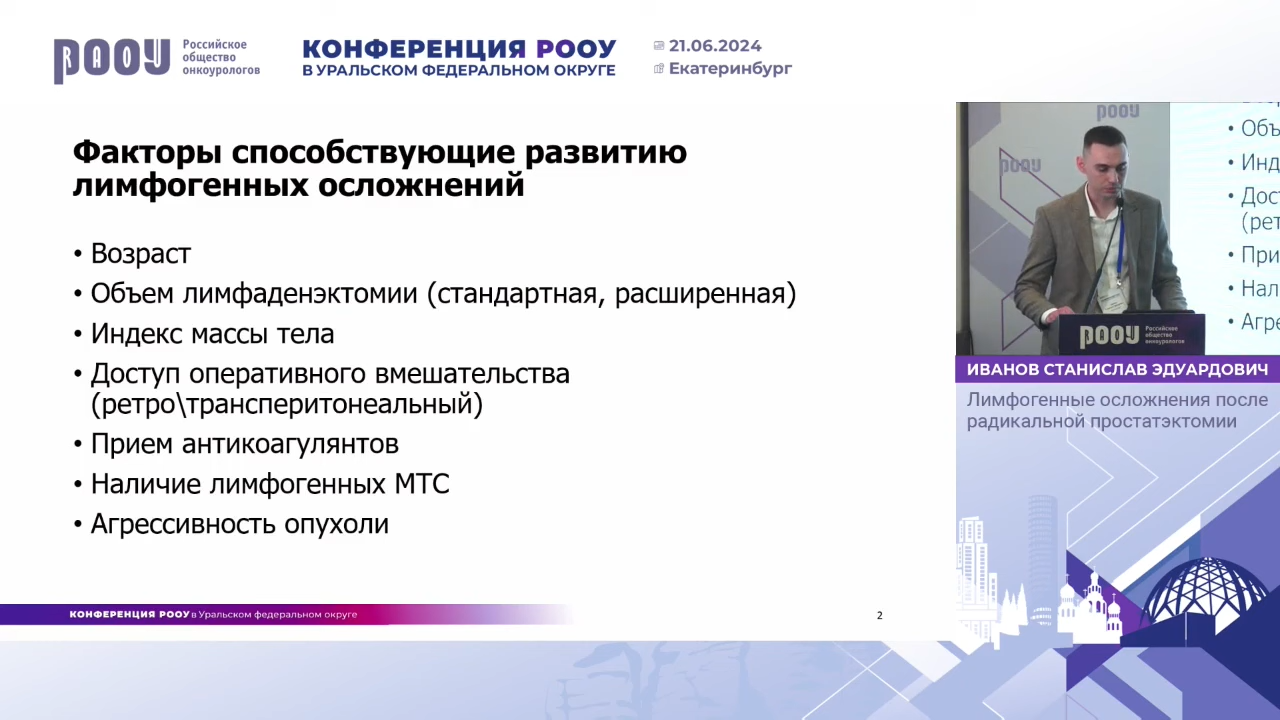 РООУ
RAOU
Российское
общество
онкоурологов
КОНФЕРЕНЦИЯ РООУ
В УРАЛЬСКОМ ФЕДЕРАЛЬНОМ ОКРУГЕ
21.06.2024
Екатеринбург
Факторы способствующие развитию
лимфогенных осложнений
• Возраст
• Объем лимфаденэктомии (стандартная, расширенная)
• Индекс массы тела
• Доступ оперативного вмешательства
(ретро\трансперитонеальный)
• Прием антикоагулянтов
• Наличие лимфогенных МТС
• Агрессивность опухоли
КОНФЕРЕНЦИЯ РООУ в Уральском федеральном округе
2
РООУ
РООУ
• Объ
• Инд
• Дос
(рет
• При
• Нал
• Агре
РООУ
Российское
общество
онкоурологов
ИВАНОВ СТАНИСЛАВ ЭДУАРДОВИЧ
Лимфогенные осложнения после
радикальной простатэктомии